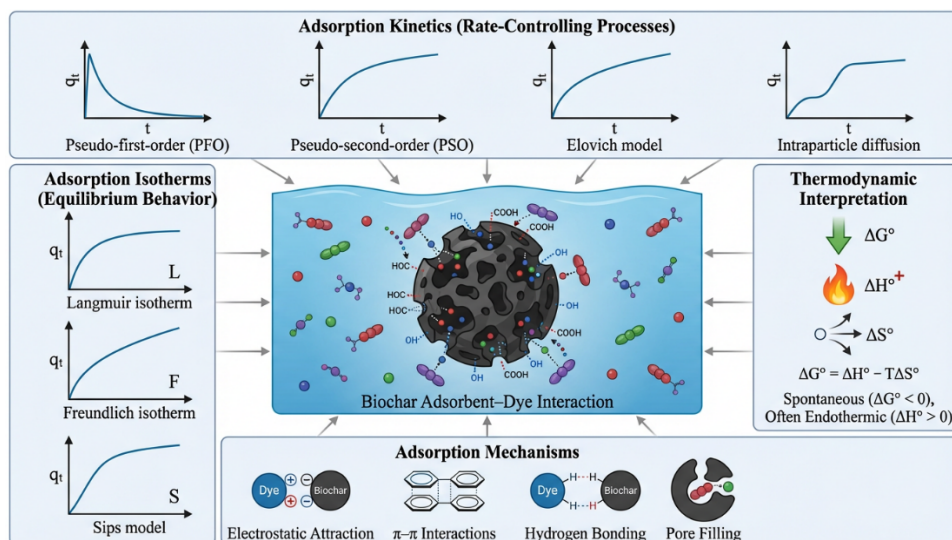 Adsorption Kinetics (Rate-Controlling Processes)
qt
t
Pseudo-first-order (PFO)
qt
t
Pseudo-second-order (PSO)
qt
t
Elovich model
qt
t
Intraparticle diffusion
Adsorption Isotherms
(Equilibrium Behavior)
qt
L
Langmuir isotherm
qt
F
Freundlich isotherm
qt
S
Sips model
HO
COOH
COOH
OH
HOC
HOC
HOC
OH
OH
COOH
OH
COOH
OH
Biochar Adsorbent–Dye Interaction
Thermodynamic
Interpretation
ΔG°
ΔH°+
ΔS°
ΔG° = ΔH° − TΔS°
Spontaneous (ΔG° < 0),
Often Endothermic (ΔH° > 0)
Adsorption Mechanisms
Dye + − Biochar
+ −
Electrostatic Attraction
π–π Interactions
Dye H H Biochar
H H
Hydrogen Bonding
Pore Filling